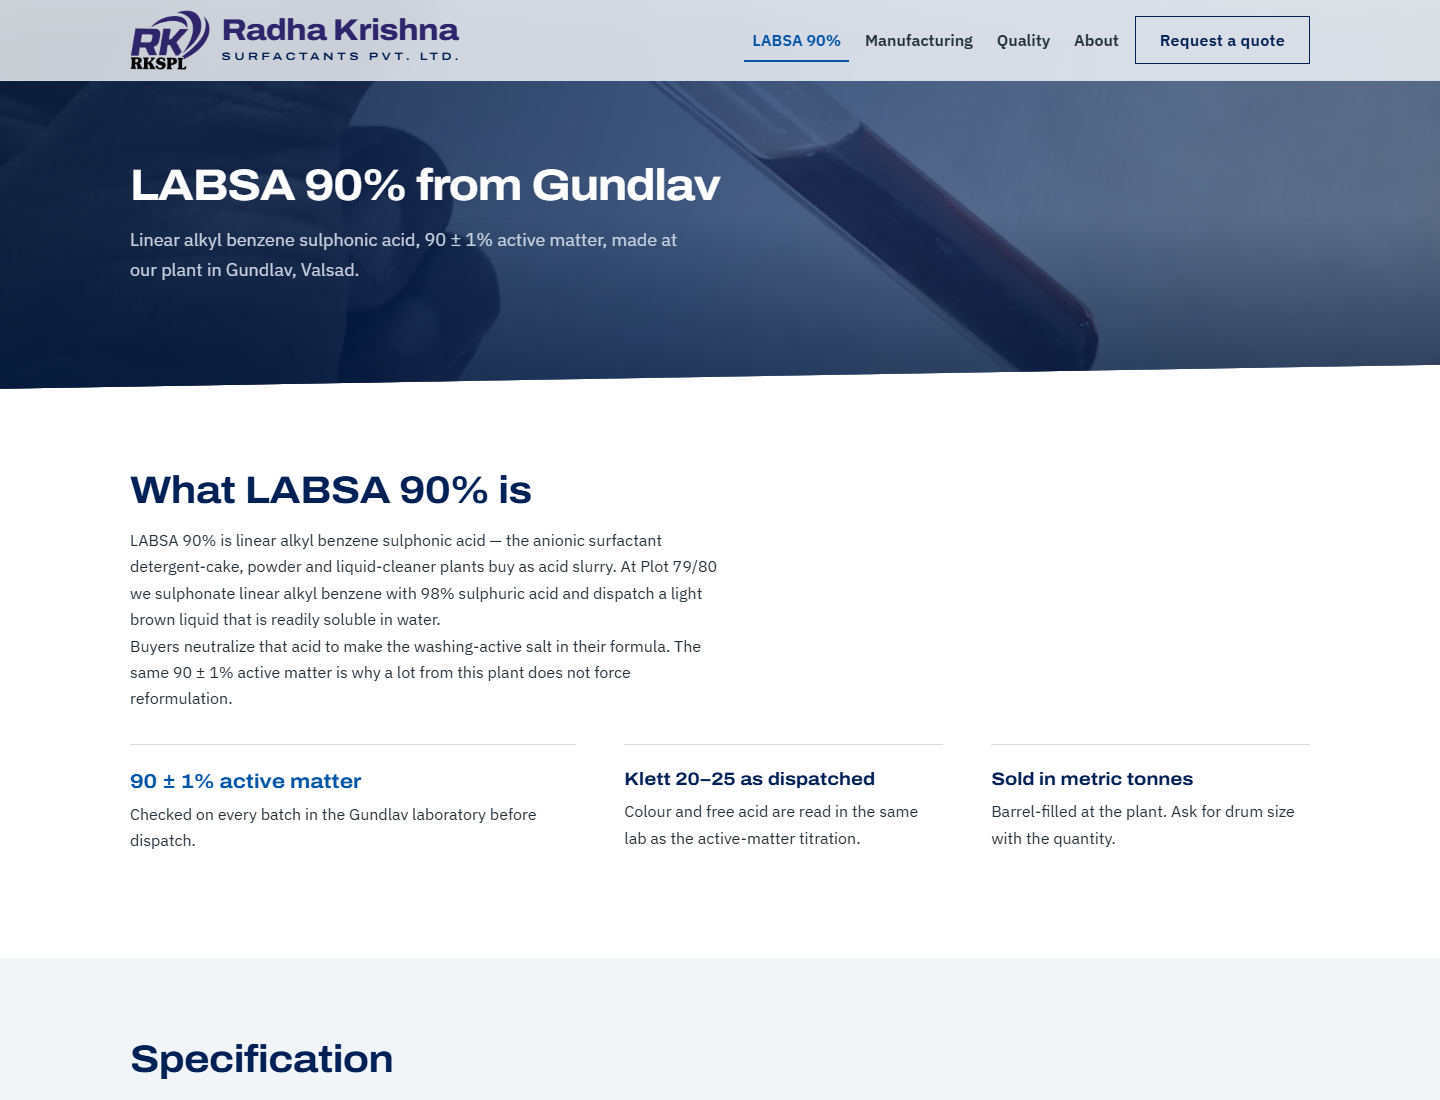 RK
RKSPL
Radha Krishna
SURFACTANTS PVT. LTD.
LABSA 90%
Manufacturing
Quality
About
Request a quote
LABSA 90% from Gundlav
Linear alkyl benzene sulphonic acid, 90 ± 1% active matter, made at
our plant in Gundlav, Valsad.
What LABSA 90% is
LABSA 90% is linear alkyl benzene sulphonic acid — the anionic surfactant
detergent-cake, powder and liquid-cleaner plants buy as acid slurry. At Plot 79/80
we sulphonate linear alkyl benzene with 98% sulphuric acid and dispatch a light
brown liquid that is readily soluble in water.
Buyers neutralize that acid to make the washing-active salt in their formula. The
same 90 ± 1% active matter is why a lot from this plant does not force
reformulation.
90 ± 1% active matter
Checked on every batch in the Gundlav laboratory before
dispatch.
Klett 20–25 as dispatched
Colour and free acid are read in the same
lab as the active-matter titration.
Sold in metric tonnes
Barrel-filled at the plant. Ask for drum size
with the quantity.
Specification